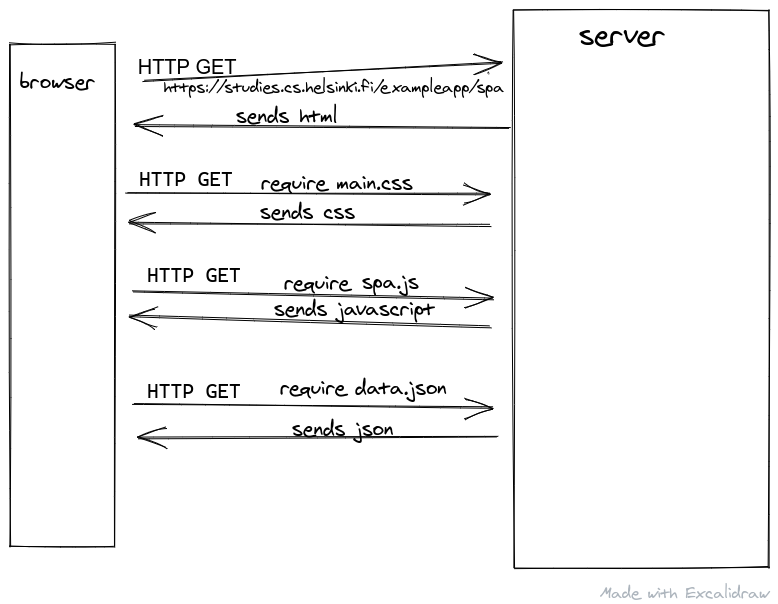 server
browser
HTTP GET
https://studies.cs.helsinki.fi/exampleapp/spa
sends html
HTTP GET require main.css
sends css
HTTP GET require spa.js
sends javascript
HTTP GET require data.json
sends json
Made with Excalidraw